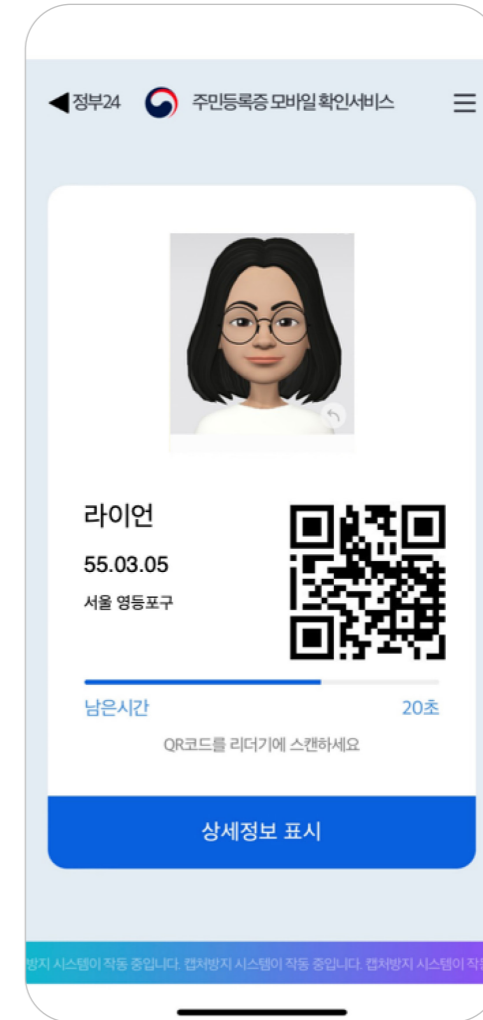 정부24 주민등록증 모바일 확인서비스
라이언
55.03.05
서울 영등포구
남은시간 20초
QR코드를 리더기에 스캔하세요
상세정보 표시
방지 시스템이 작동 중입니다. 캡처방지 시스템이 작동 중입니다. 캡처방지 시스템이 작동